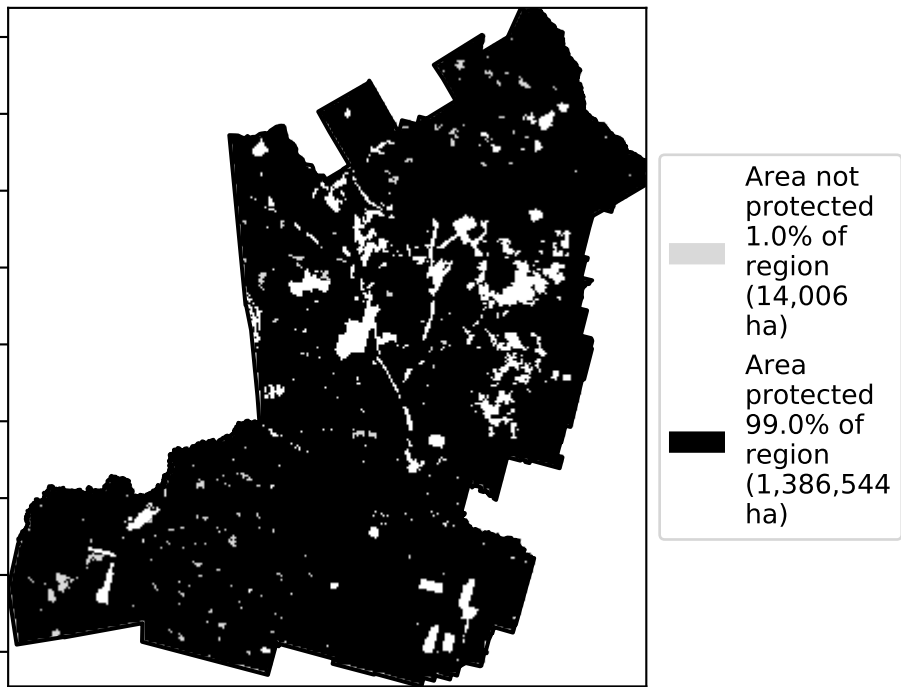 Area not
protected
1.0% of
region
(14,006
ha)
Area
protected
99.0% of
region
(1,386,544
ha)